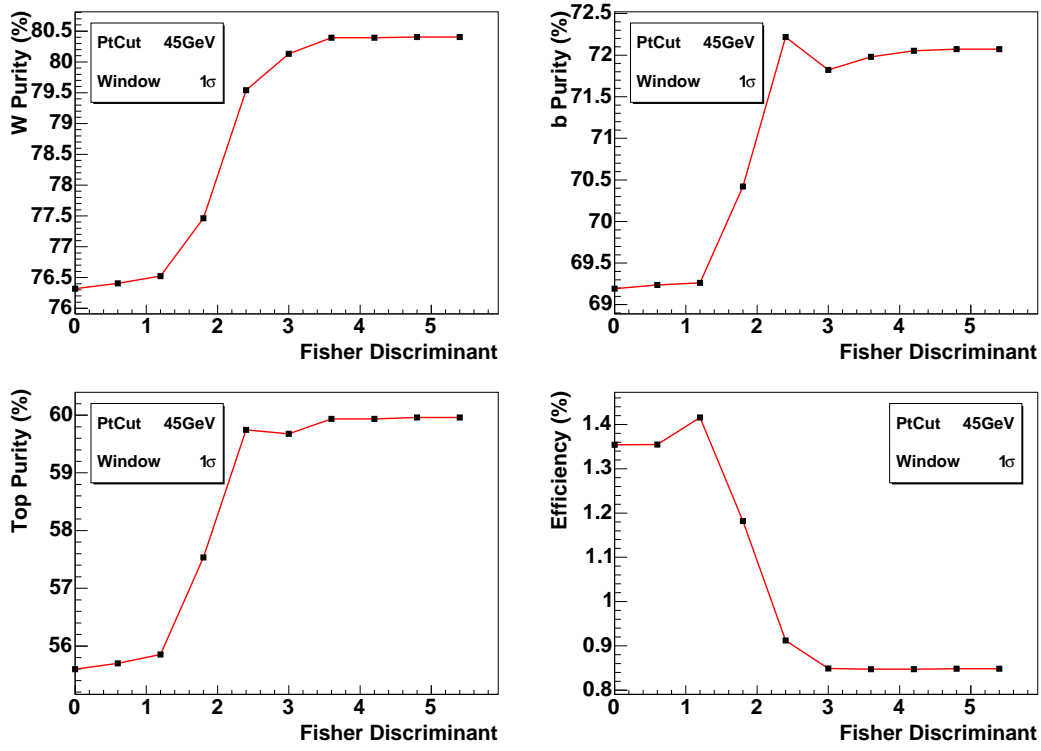 W Purity (%)
80.5
80
79.5
79
78.5
78
77.5
77
76.5
76
PtCut 45GeV
Window 1σ
0 1 2 3 4 5
Fisher Discriminant
b Purity (%)
72.5
72
71.5
71
70.5
70
69.5
69
PtCut 45GeV
Window 1σ
0 1 2 3 4 5
Fisher Discriminant
Top Purity (%)
60
59
58
57
56
PtCut 45GeV
Window 1σ
0 1 2 3 4 5
Fisher Discriminant
Efficiency (%)
1.4
1.3
1.2
1.1
1
0.9
0.8
PtCut 45GeV
Window 1σ
0 1 2 3 4 5
Fisher Discriminant